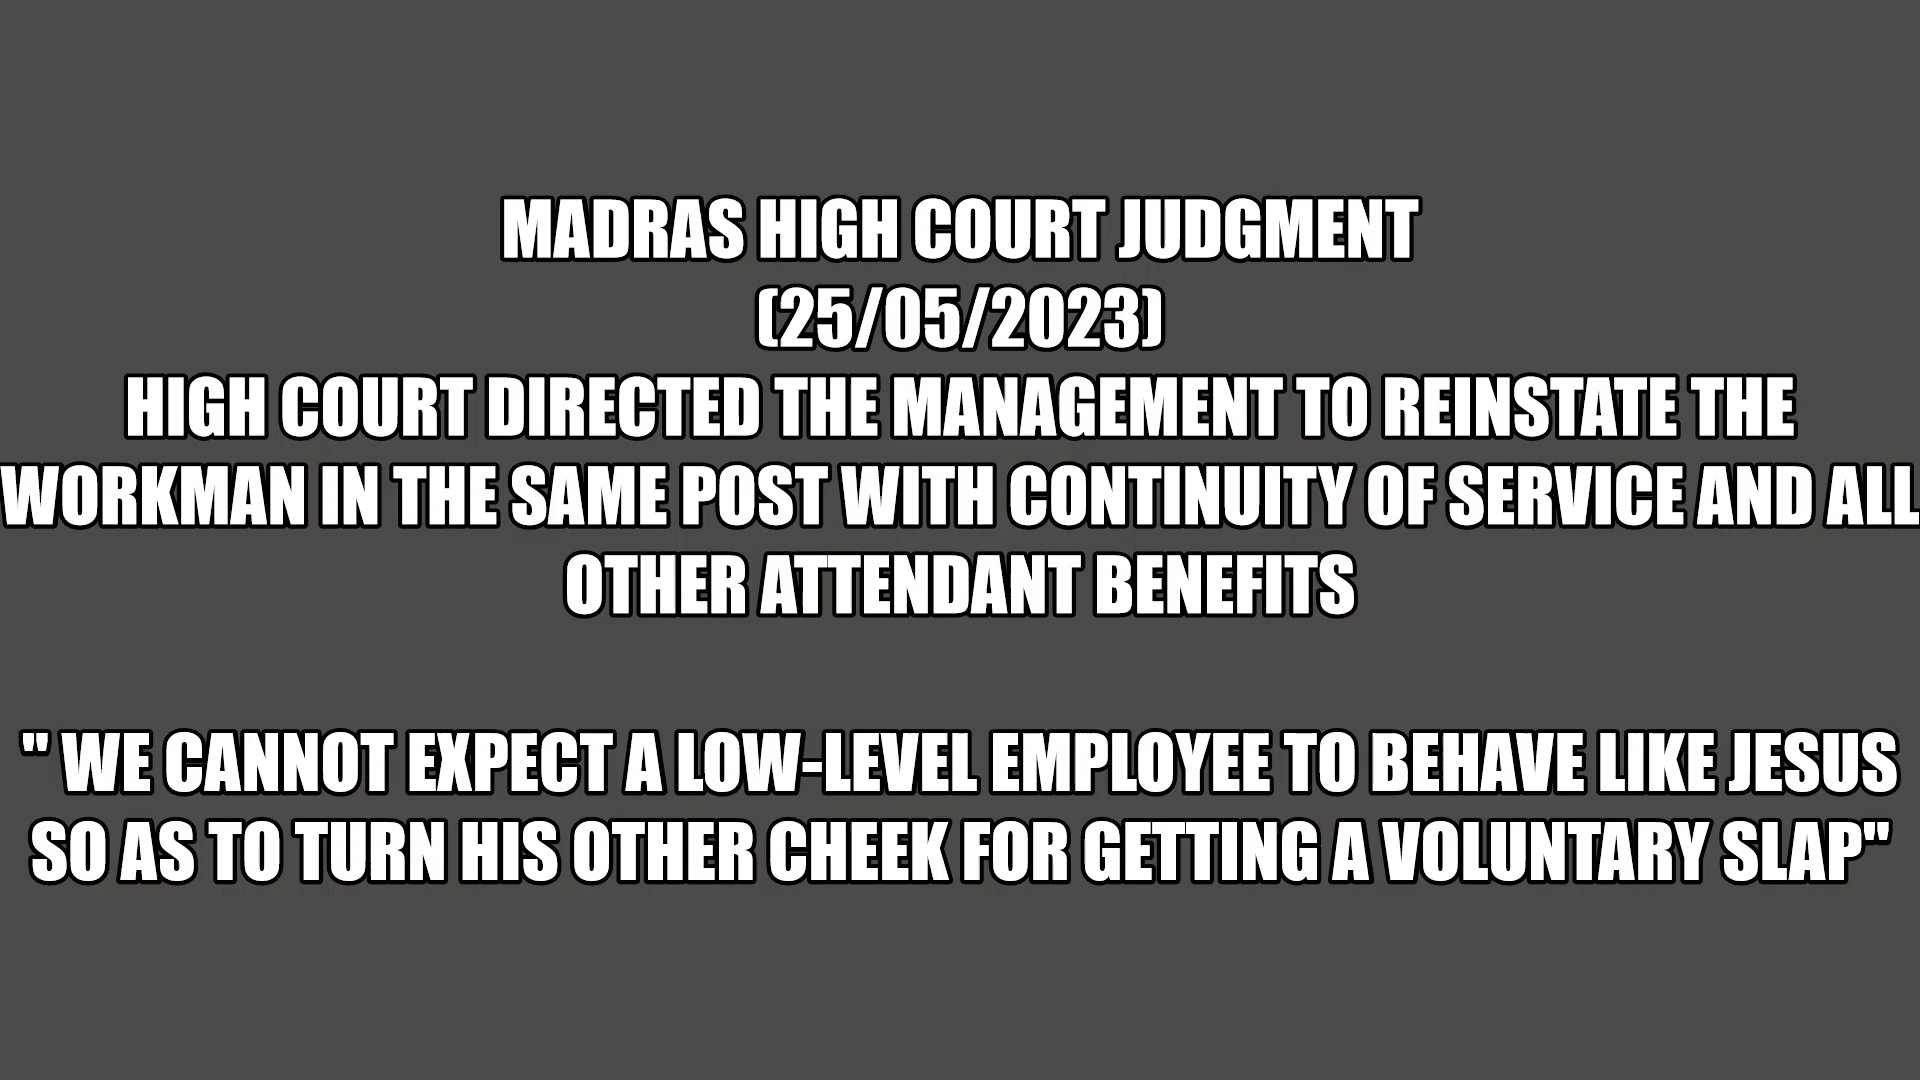 MADRAS HIGH COURT JUDGMENT
(25/05/2023)
HIGH COURT DIRECTED THE MANAGEMENT TO REINSTATE THE
WORKMAN IN THE SAME POST WITH CONTINUITY OF SERVICE AND ALL
OTHER ATTENDANT BENEFITS
" WE CANNOT EXPECT A LOW-LEVEL EMPLOYEE TO BEHAVE LIKE JESUS
SO AS TO TURN HIS OTHER CHEEK FOR GETTING A VOLUNTARY SLAP"